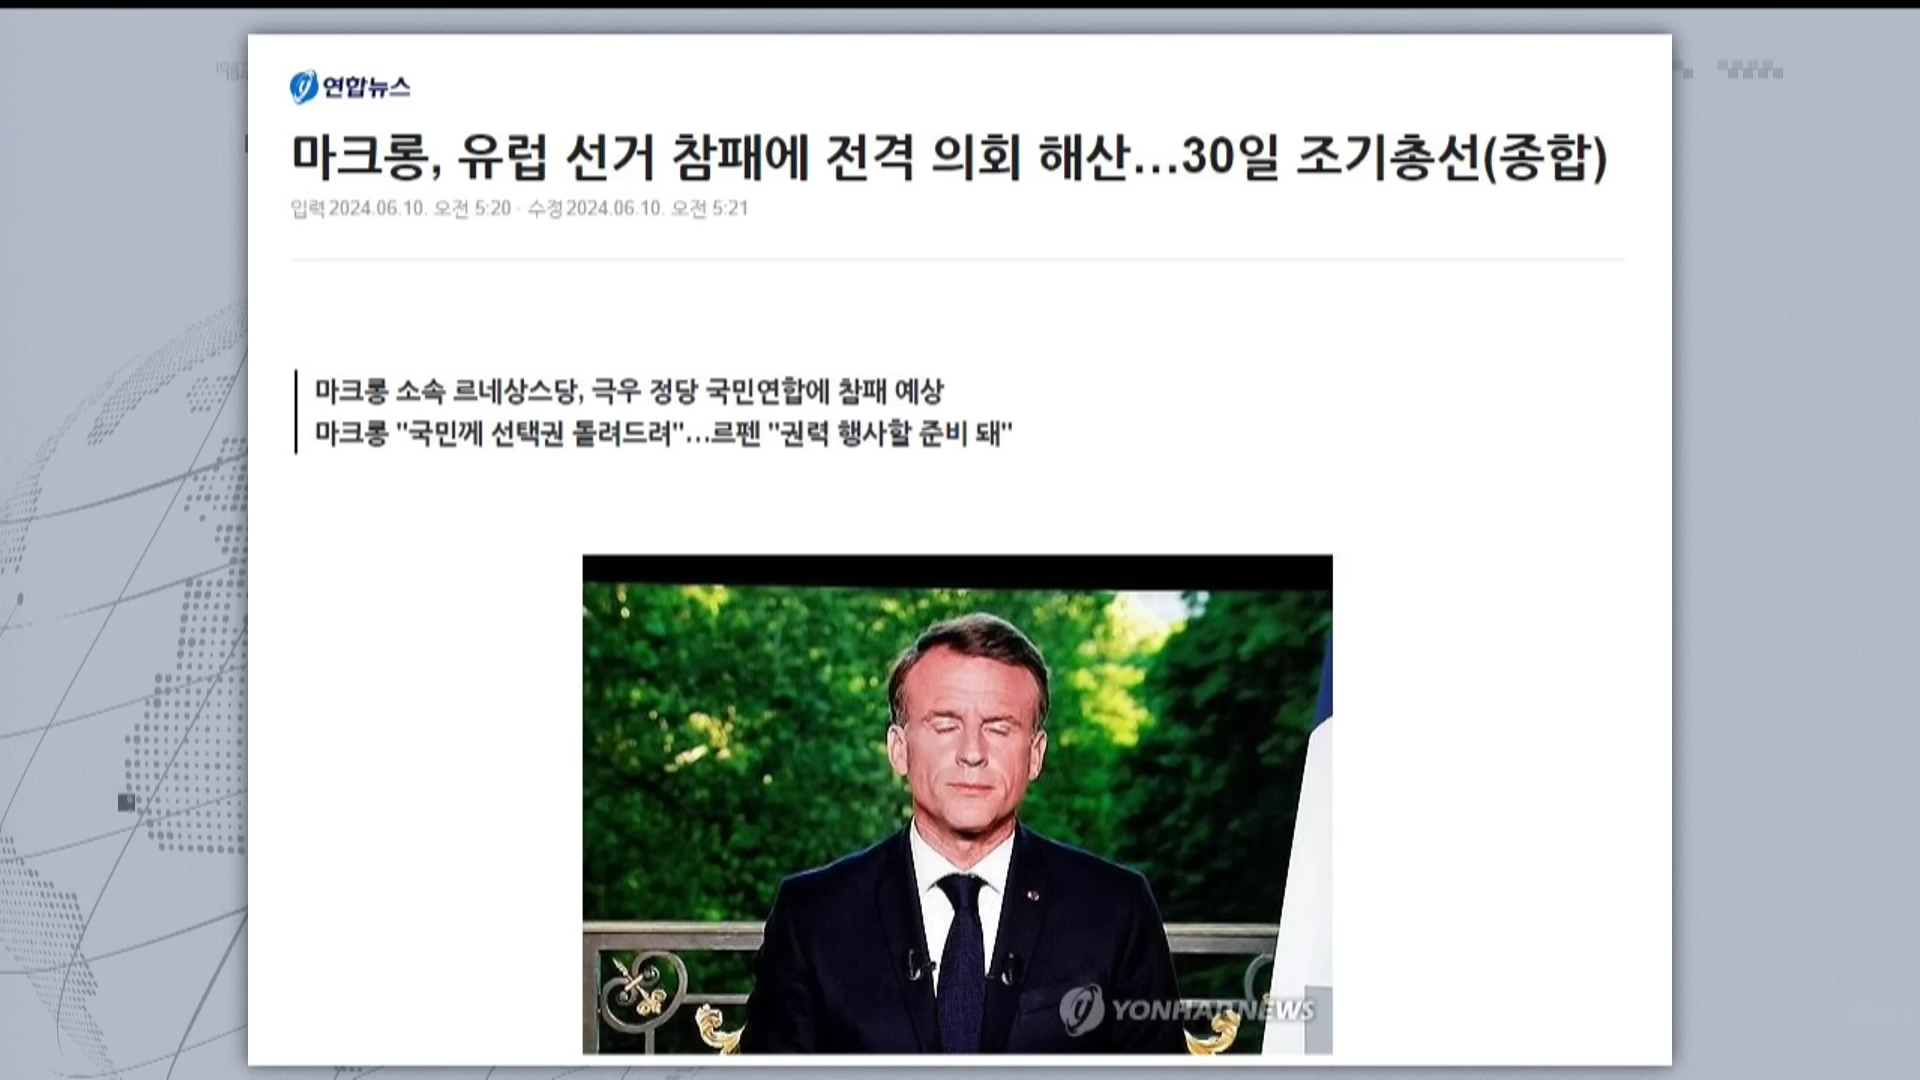 연합뉴스
마크롱, 유럽 선거 참패에 전격 의회 해산…30일 조기총선(종합)
입력 2024.06.10. 오전 5:20 · 수정 2024.06.10. 오전 5:21
마크롱 소속 르네상스당, 극우 정당 국민연합에 참패 예상
마크롱 "국민께 선택권 돌려드려"…르펜 "권력 행사할 준비 돼"
YONHAPNEWS